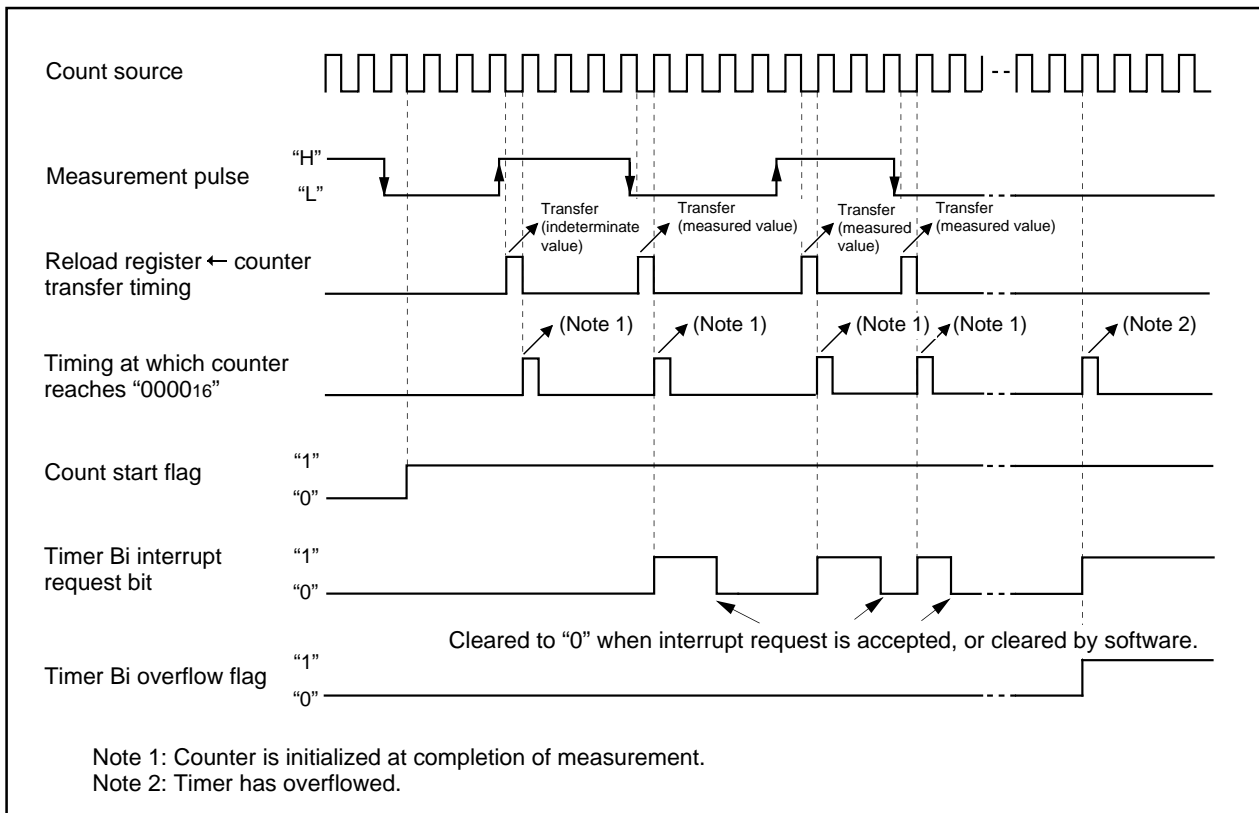 Count source
Measurement pulse
“H”
“L”
Transfer
(indeterminate
value)
Transfer
(measured value)
Transfer
(measured
value)
Transfer
(measured value)
Reload register ← counter
transfer timing
(Note 1)
(Note 1)
(Note 1)
(Note 1)
(Note 2)
Timing at which counter
reaches “000016”
Count start flag
“1”
“0”
Timer Bi interrupt
request bit
“1”
“0”
Cleared to “0” when interrupt request is accepted, or cleared by software.
Timer Bi overflow flag
“1”
“0”
Note 1: Counter is initialized at completion of measurement.
Note 2: Timer has overflowed.